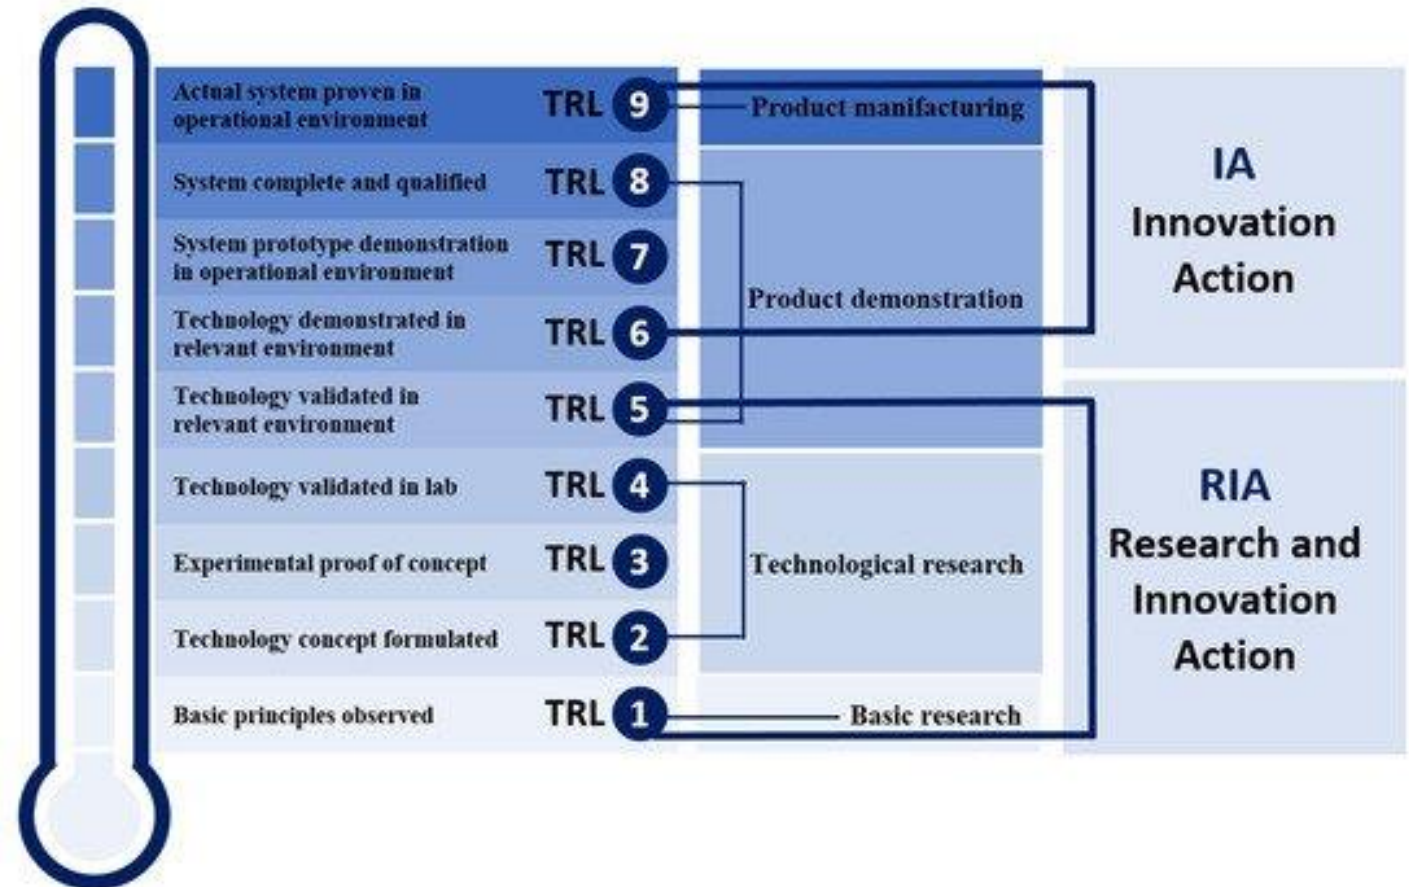 Actual system proven in
operational environment
TRL 9
Product manifacturing
System complete and qualified
TRL 8
System prototype demonstration
in operational environment
TRL 7
Technology demonstrated in
relevant environment
TRL 6
Product demonstration
Technology validated in
relevant environment
TRL 5
Technology validated in lab
TRL 4
Experimental proof of concept
TRL 3
Technological research
Technology concept formulated
TRL 2
Basic principles observed
TRL 1
Basic research
IA
Innovation
Action
RIA
Research and
Innovation
Action